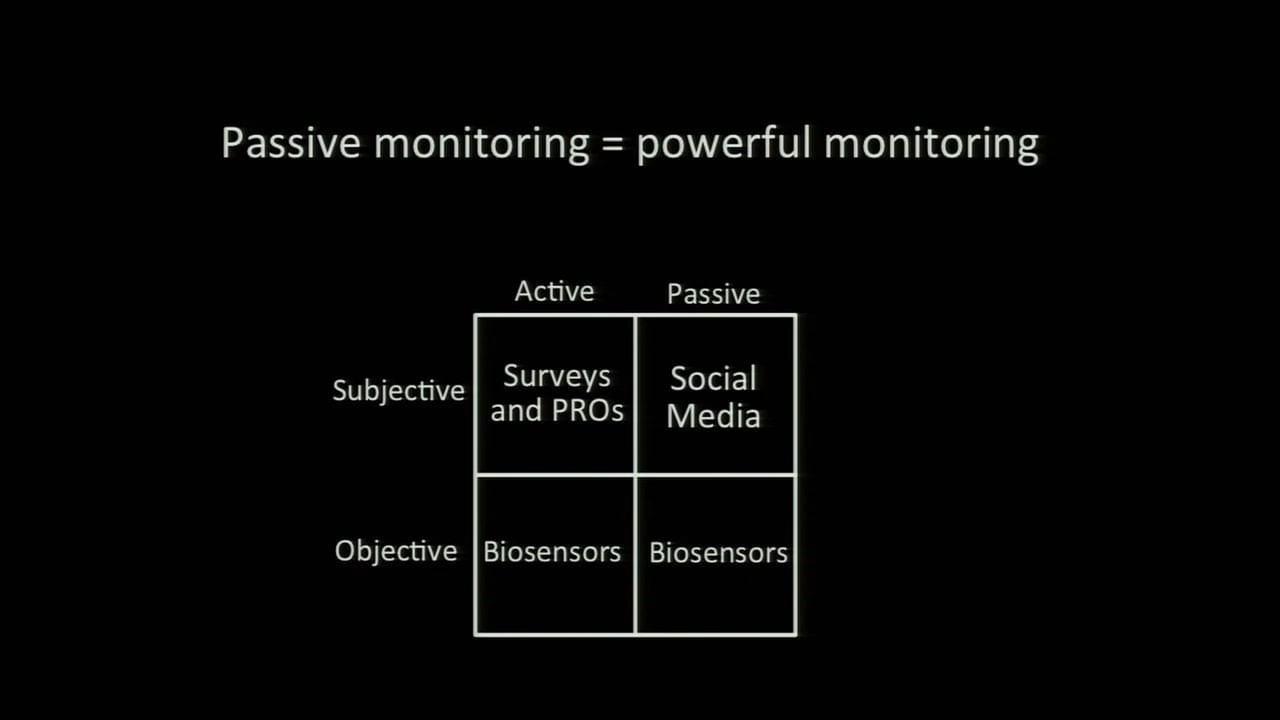 Passive monitoring = powerful monitoring
Active Passive
Subjective
Surveys
and PROs
Social
Media
Objective Biosensors Biosensors